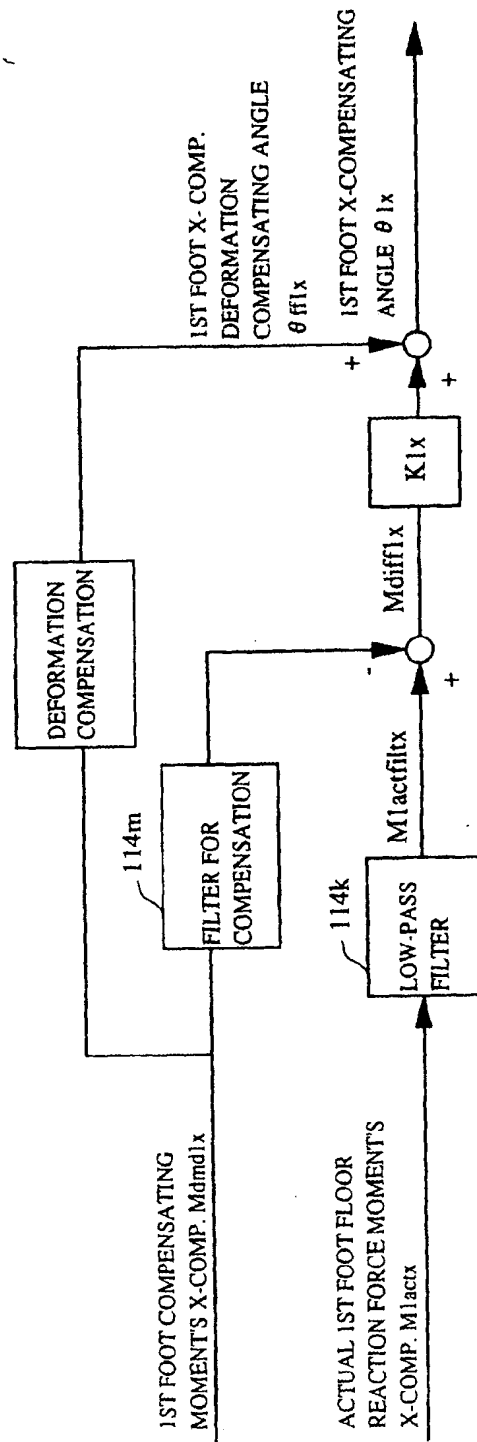 1ST FOOT COMPENSATING
MOMENT'S X-COMP. Mdmd1x
DEFORMATION
COMPENSATION
1ST FOOT X- COMP.
DEFORMATION
COMPENSATING ANGLE
θ ff1x
114m
FILTER FOR
COMPENSATION
ACTUAL 1ST FOOT FLOOR
REACTION FORCE MOMENT'S
X-COMP. M1actx
114k
LOW-PASS
FILTER
M1actfiltx
-
+
Mdiff1x
K1x
+
+
1ST FOOT X-COMPENSATING
ANGLE θ 1x